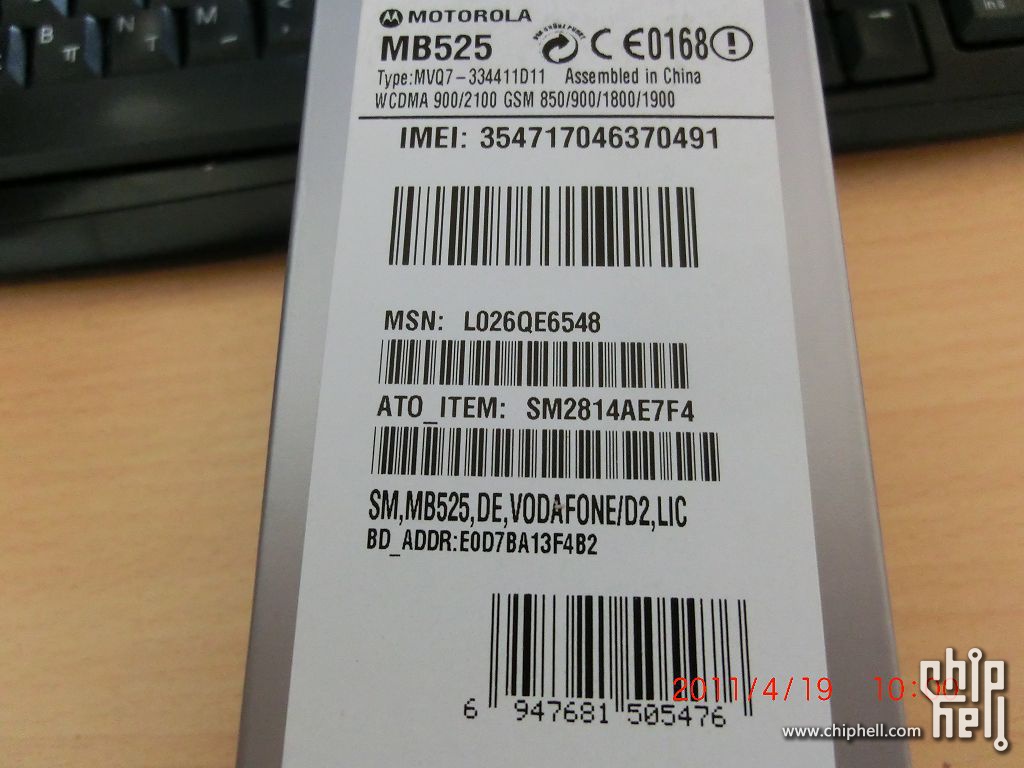 MOTOROLA
MB525 CE0168
Type:MVQ7-334411D11 Assembled in China
WCDMA 900/2100 GSM 850/900/1800/1900
IMEI: 354717046370491
MSN: L026QE6548
ATO_ITEM: SM2814AE7F4
SM,MB525,DE,VODAFONE/D2,LIC
BD_ADDR:E0D7BA13F4B2
6 947681 505476
2011/4/19
www.chiphell.com
chip
hell
B
ㅠ
N
ㅜ
M
ㅡ
Ins